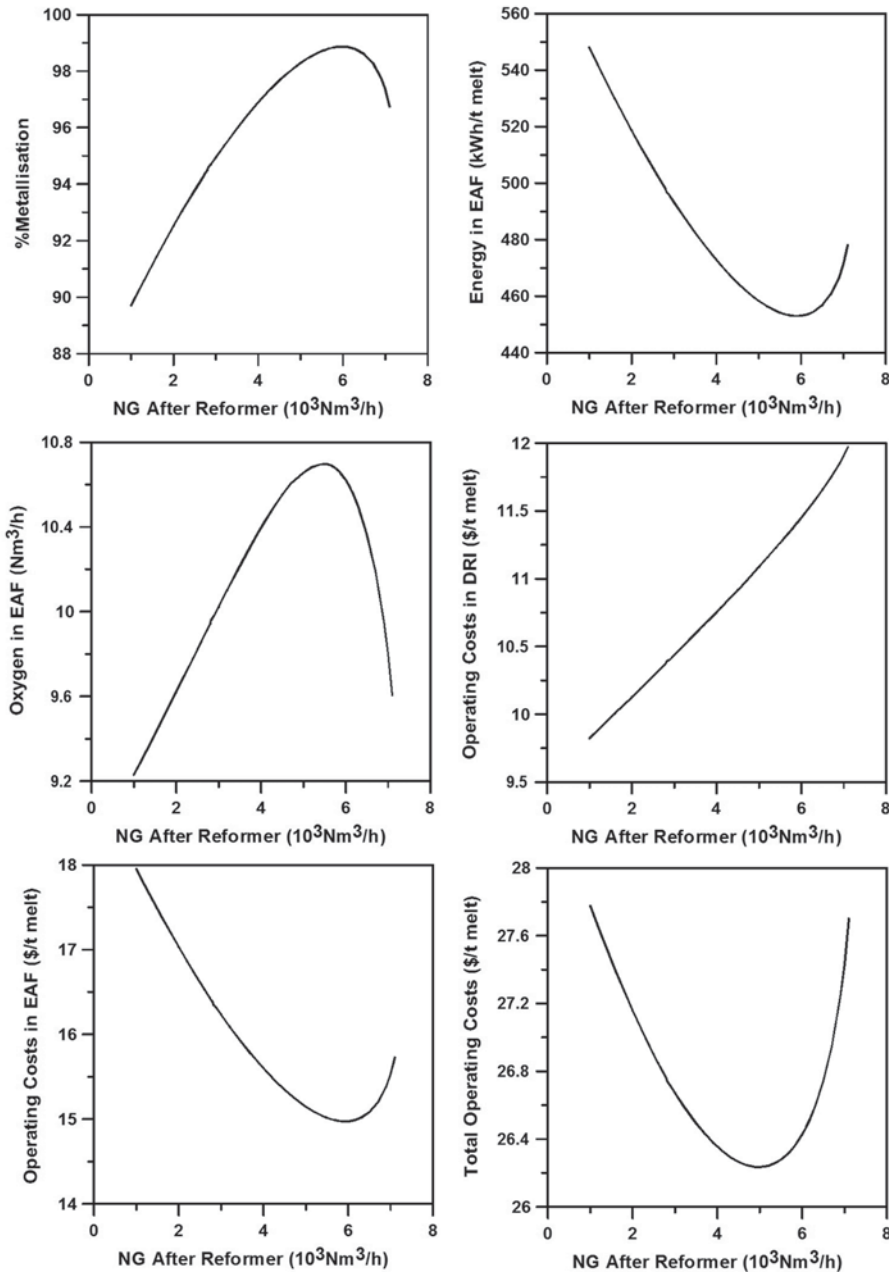 %Metallisation
100
98
96
94
92
90
88
0 2 4 6 8
NG After Reformer (10³Nm³/h)
Energy in EAF (kWh/t melt)
560
540
520
500
480
460
440
0 2 4 6 8
NG After Reformer (10³Nm³/h)
Oxygen in EAF (Nm³/h)
10.8
10.4
10
9.6
9.2
0 2 4 6 8
NG After Reformer (10³Nm³/h)
Operating Costs in DRI ($/t melt)
12
11.5
11
10.5
10
9.5
0 2 4 6 8
NG After Reformer (10³Nm³/h)
Operating Costs in EAF ($/t melt)
18
17
16
15
14
0 2 4 6 8
NG After Reformer (10³Nm³/h)
Total Operating Costs ($/t melt)
28
27.6
27.2
26.8
26.4
26
0 2 4 6 8
NG After Reformer (10³Nm³/h)